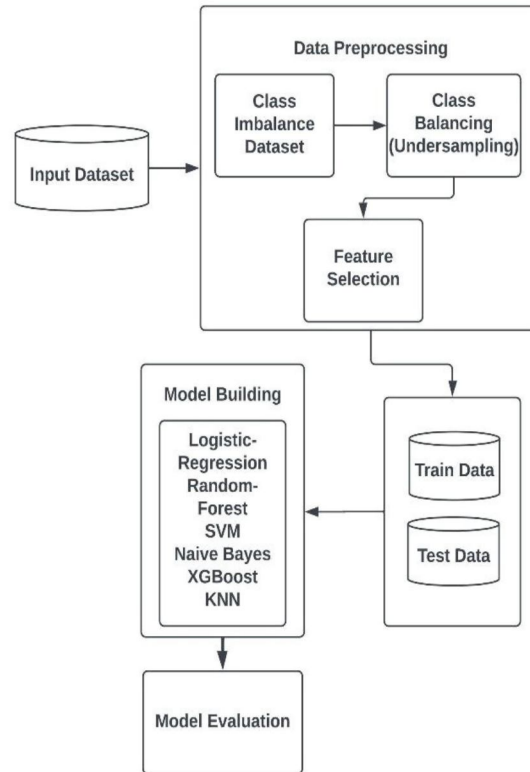 Data Preprocessing
Class
Imbalance
Dataset
Class
Balancing
(Undersampling)
Input Dataset
Feature
Selection
Model Building
Logistic-
Regression
Random-
Forest
SVM
Naive Bayes
XGBoost
KNN
Train Data
Test Data
Model Evaluation